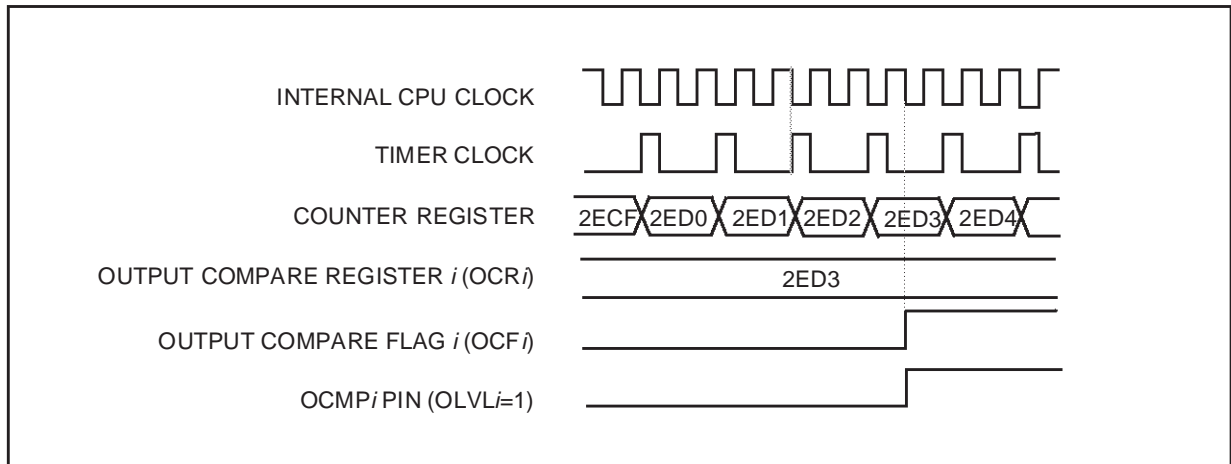 INTERNAL CPU CLOCK
TIMER CLOCK
COUNTER REGISTER
2ECF 2ED0 2ED1 2ED2 2ED3 2ED4
OUTPUT COMPARE REGISTER i (OCRi)
2ED3
OUTPUT COMPARE FLAG i (OCFi)
OCMPi PIN (OLVLi=1)